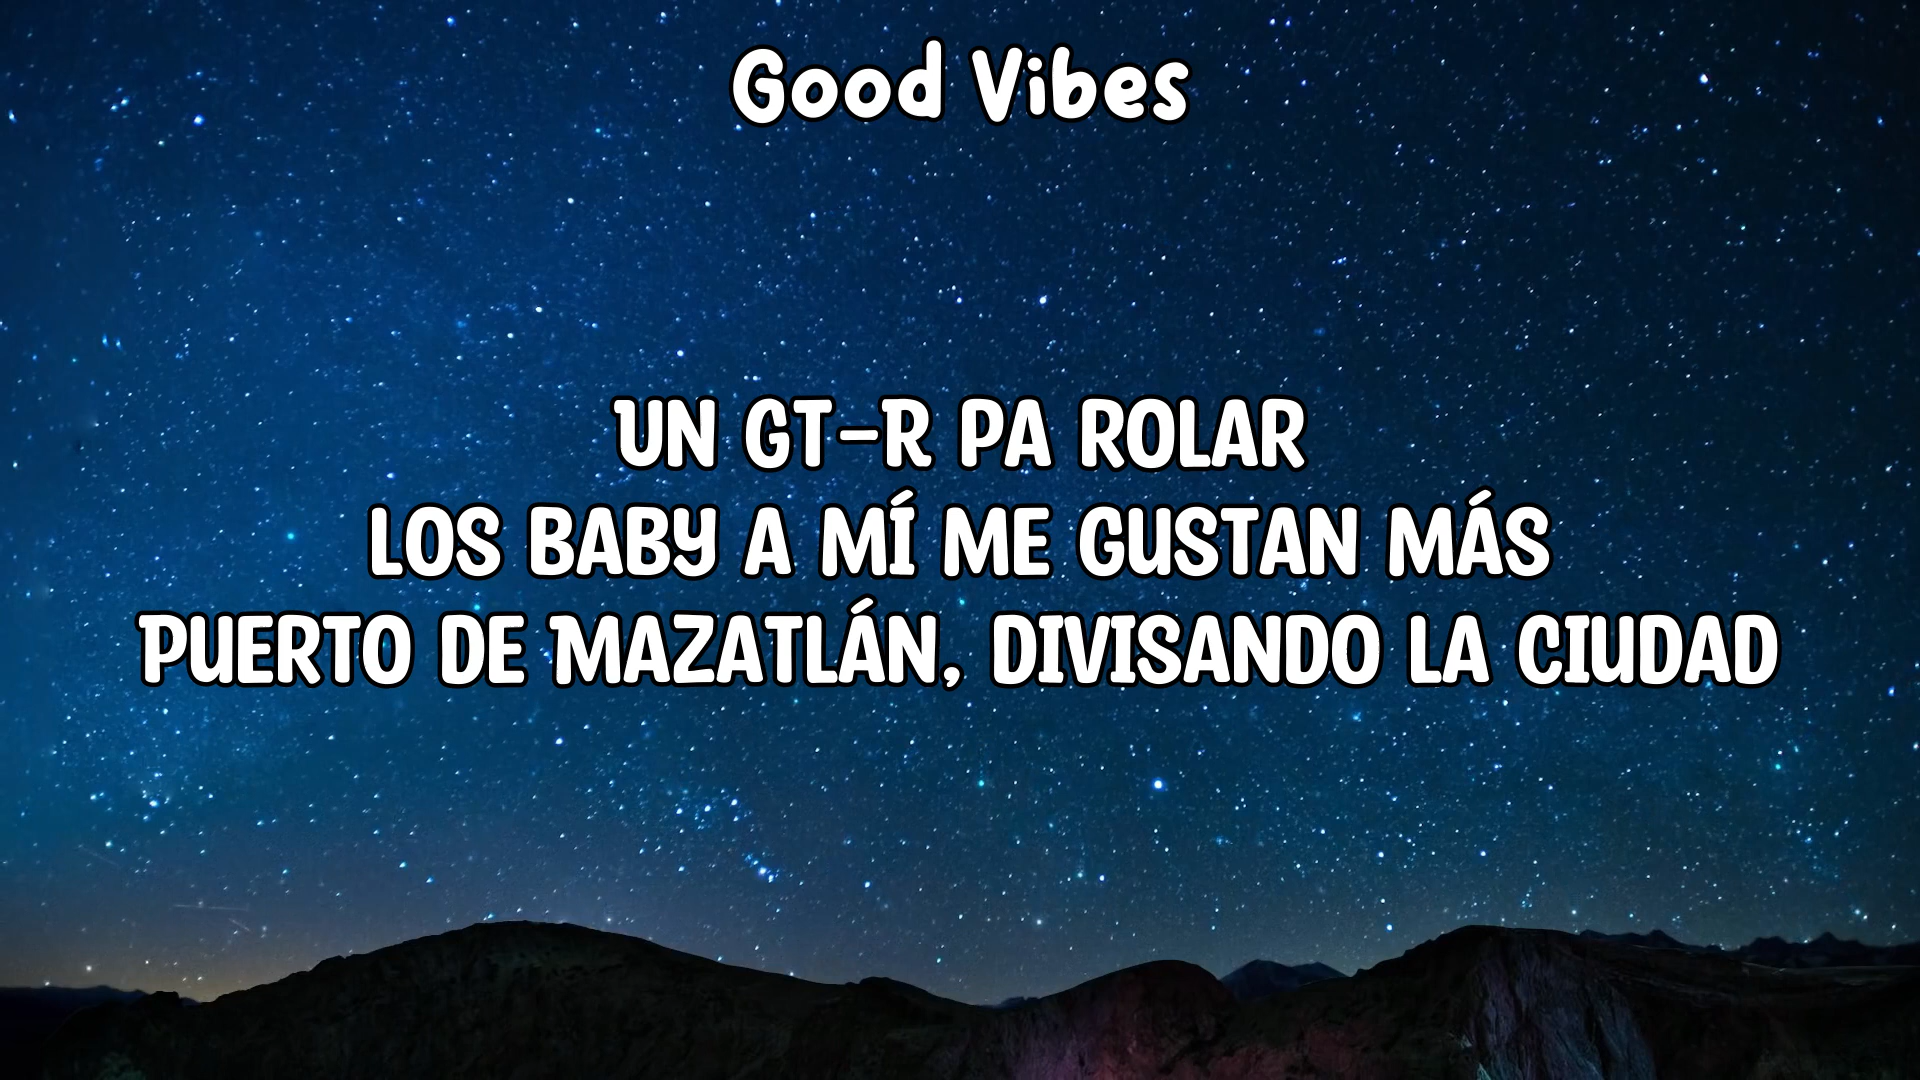 Good Vibes
UN GT-R PA ROLAR
LOS BABY A MÍ ME GUSTAN MÁS
PUERTO DE MAZATLÁN, DIVISANDO LA CIUDAD